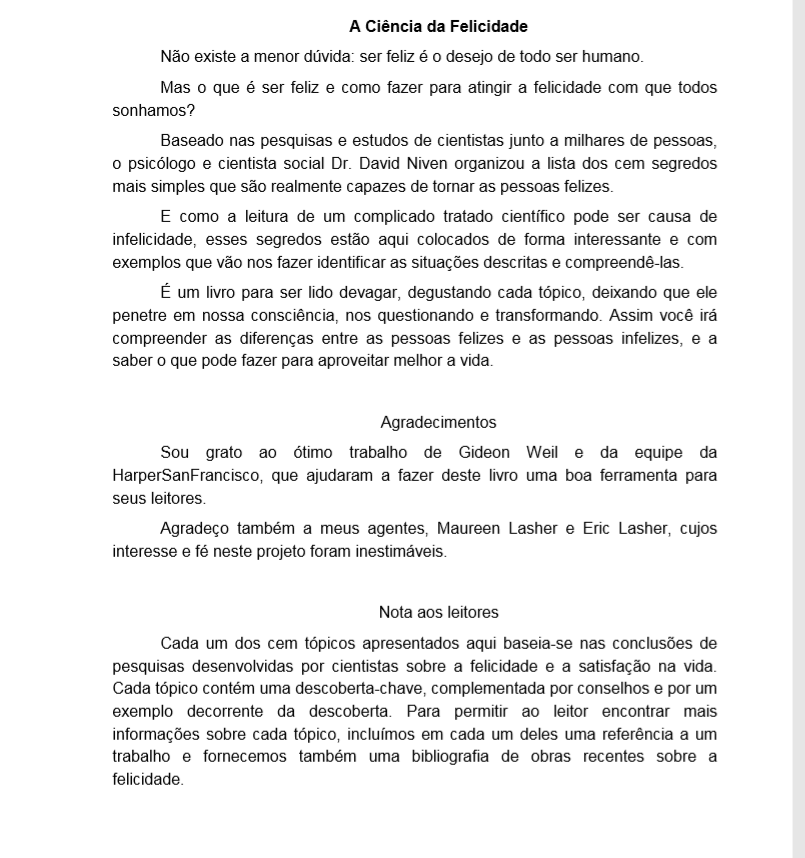 A Ciência da Felicidade
Não existe a menor dúvida: ser feliz é o desejo de todo ser humano.
Mas o que é ser feliz e como fazer para atingir a felicidade com que todos
sonhamos?
Baseado nas pesquisas e estudos de cientistas junto a milhares de pessoas,
o psicólogo e cientista social Dr. David Niven organizou a lista dos cem segredos
mais simples que são realmente capazes de tornar as pessoas felizes.
E como a leitura de um complicado tratado científico pode ser causa de
infelicidade, esses segredos estão aqui colocados de forma interessante e com
exemplos que vão nos fazer identificar as situações descritas e compreendê-las.
É um livro para ser lido devagar, degustando cada tópico, deixando que ele
penetre em nossa consciência, nos questionando e transformando. Assim você irá
compreender as diferenças entre as pessoas felizes e as pessoas infelizes, e a
saber o que pode fazer para aproveitar melhor a vida.
Agradecimentos
Sou grato ao ótimo trabalho de Gideon Weil e da equipe da
HarperSanFrancisco, que ajudaram a fazer deste livro uma boa ferramenta para
seus leitores.
Agradeço também a meus agentes, Maureen Lasher e Eric Lasher, cujos
interesse e fé neste projeto foram inestimáveis.
Nota aos leitores
Cada um dos cem tópicos apresentados aqui baseia-se nas conclusões de
pesquisas desenvolvidas por cientistas sobre a felicidade e a satisfação na vida.
Cada tópico contém uma descoberta-chave, complementada por conselhos e por um
exemplo decorrente da descoberta. Para permitir ao leitor encontrar mais
informações sobre cada tópico, incluímos em cada um deles uma referência a um
trabalho e fornecemos também uma bibliografia de obras recentes sobre a
felicidade.